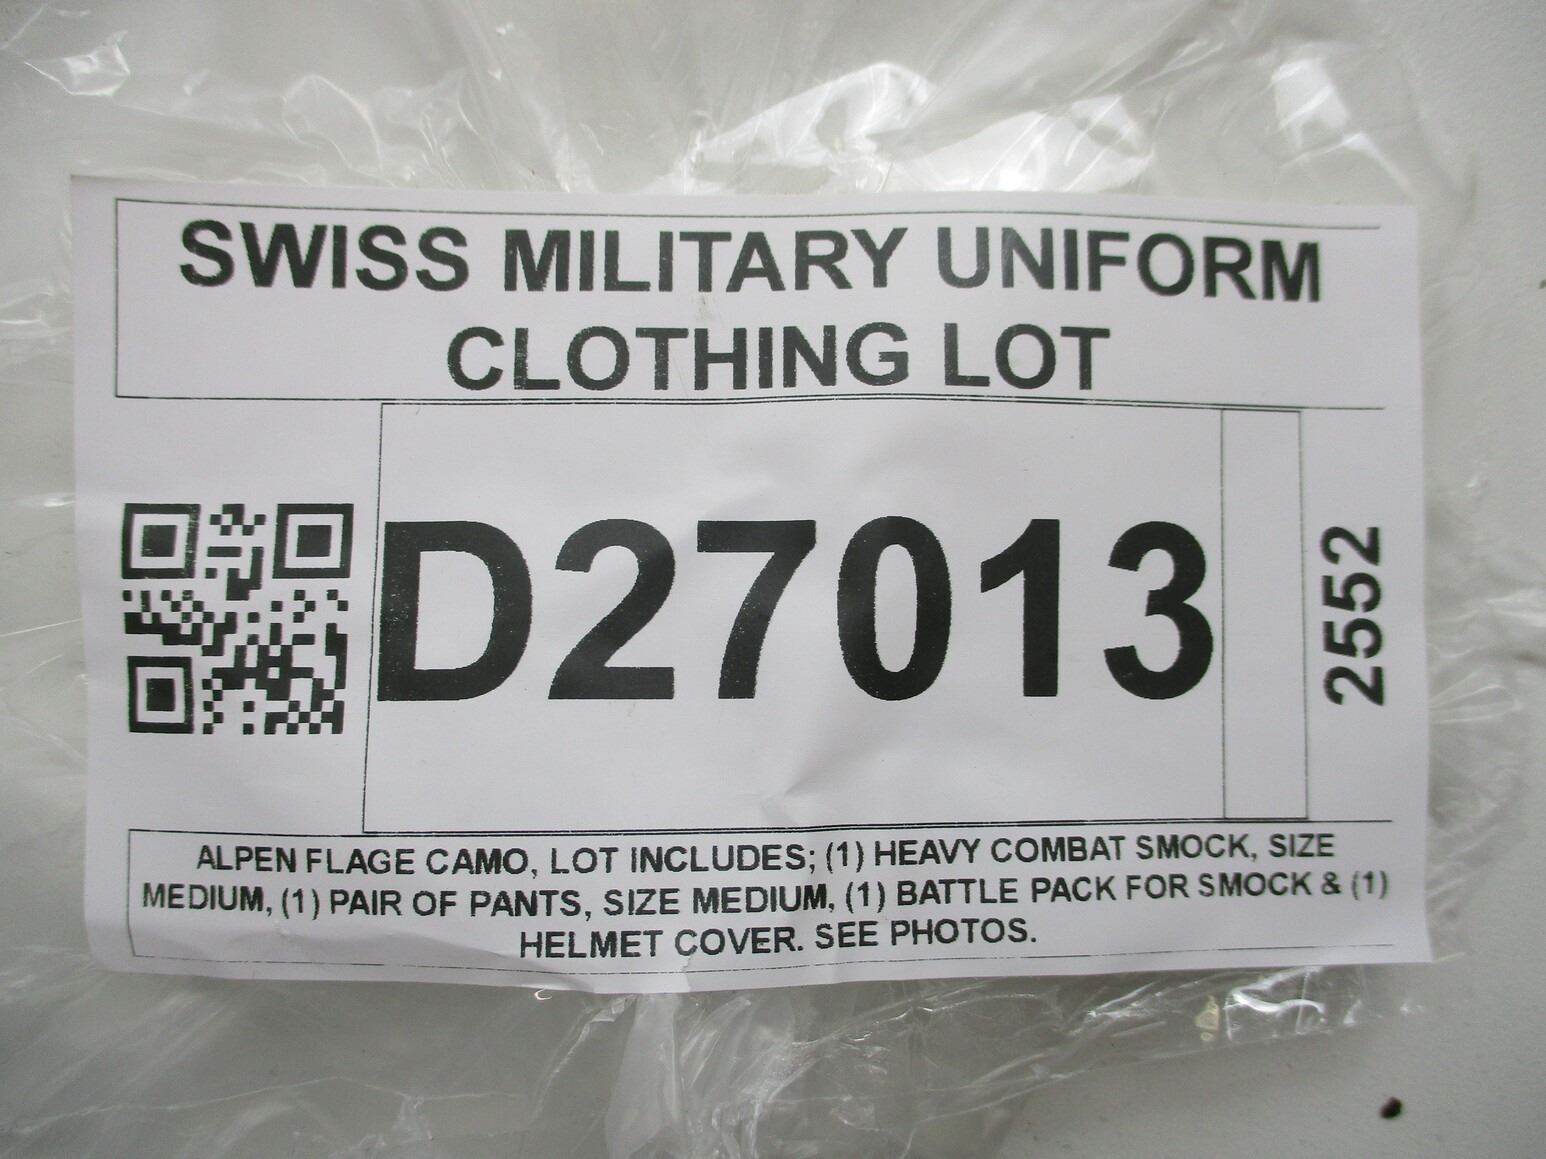 SWISS MILITARY UNIFORM
CLOTHING LOT
D27013
2552
ALPEN FLAGE CAMO, LOT INCLUDES; (1) HEAVY COMBAT SMOCK, SIZE
MEDIUM, (1) PAIR OF PANTS, SIZE MEDIUM, (1) BATTLE PACK FOR SMOCK & (1)
HELMET COVER. SEE PHOTOS.